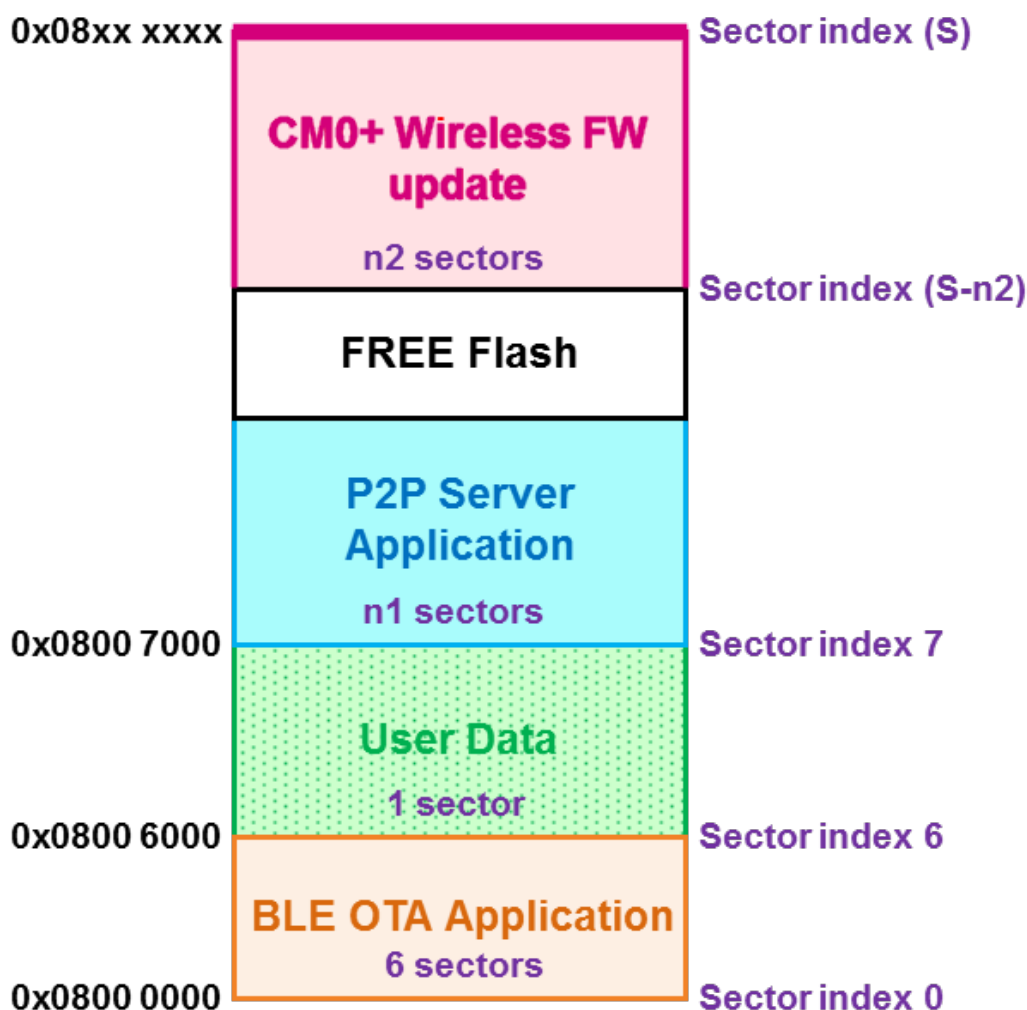 0x08xx xxxx
Sector index (S)
CM0+ Wireless FW
update
n2 sectors
Sector index (S-n2)
FREE Flash
P2P Server
Application
n1 sectors
0x0800 7000
Sector index 7
User Data
1 sector
0x0800 6000
Sector index 6
BLE OTA Application
6 sectors
0x0800 0000
Sector index 0